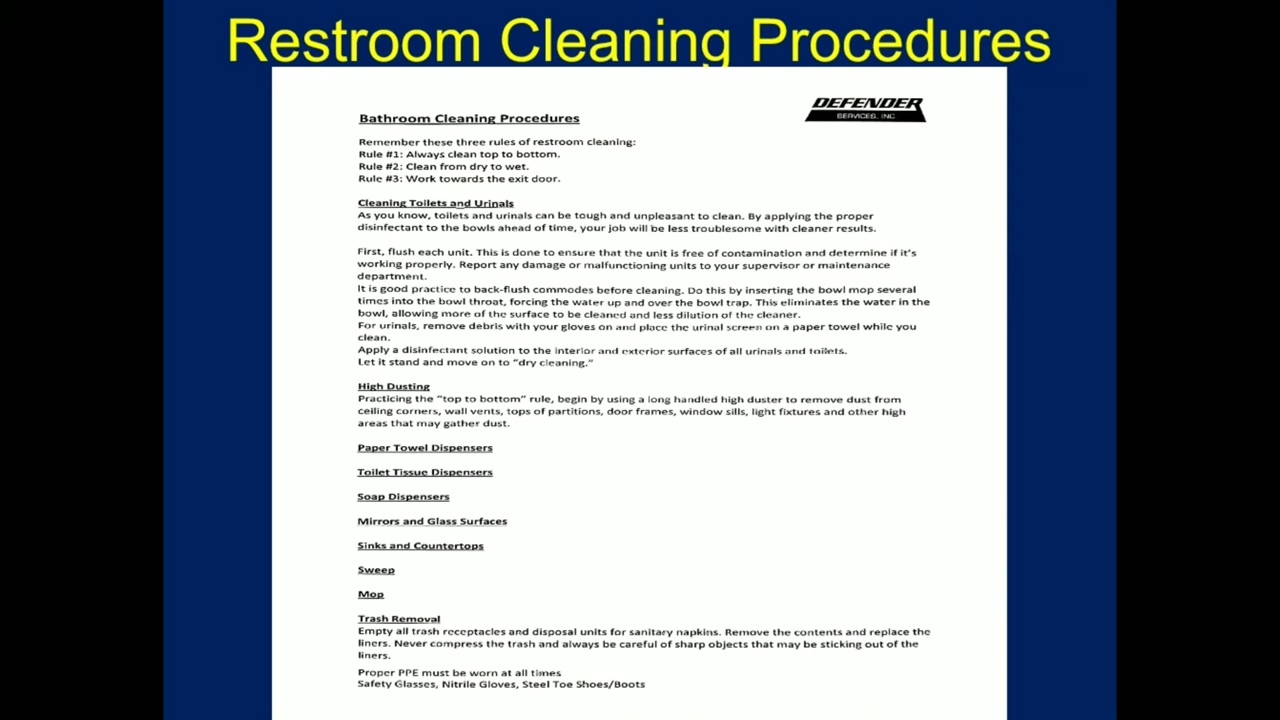 Restroom Cleaning Procedures
DEFENDER
SERVICES, INC
Bathroom Cleaning Procedures
Remember these three rules of restroom cleaning:
Rule #1: Always clean top to bottom.
Rule #2: Clean from dry to wet.
Rule #3: Work towards the exit door.
Cleaning Toilets and Urinals
As you know, toilets and urinals can be tough and unpleasant to clean. By applying the proper
disinfectant to the bowls ahead of time, your job will be less troublesome with cleaner results.
First, flush each unit. This is done to ensure that the unit is free of contamination and determine if it's
working properly. Report any damage or malfunctioning units to your supervisor or maintenance
department.
It is good practice to back-flush commodes before cleaning. Do this by inserting the bowl mop several
times into the bowl throat, forcing the water up and over the bowl trap. This eliminates the water in the
bowl, allowing more of the surface to be cleaned and less dilution of the cleaner.
For urinals, remove debris with your gloves on and place the urinal screen on a paper towel while you
clean.
Apply a disinfectant solution to the interior and exterior surfaces of all urinals and toilets.
Let it stand and move on to "dry cleaning."
High Dusting
Practicing the "top to bottom" rule, begin by using a long handled high duster to remove dust from
ceiling corners, wall vents, tops of partitions, door frames, window sills, light fixtures and other high
areas that may gather dust.
Paper Towel Dispensers
Toilet Tissue Dispensers
Soap Dispensers
Mirrors and Glass Surfaces
Sinks and Countertops
Sweep
Mop
Trash Removal
Empty all trash receptacles and disposal units for sanitary napkins. Remove the contents and replace the
liners. Never compress the trash and always be careful of sharp objects that may be sticking out of the
liners.
Proper PPE must be worn at all times
Safety Glasses, Nitrile Gloves, Steel Toe Shoes/Boots